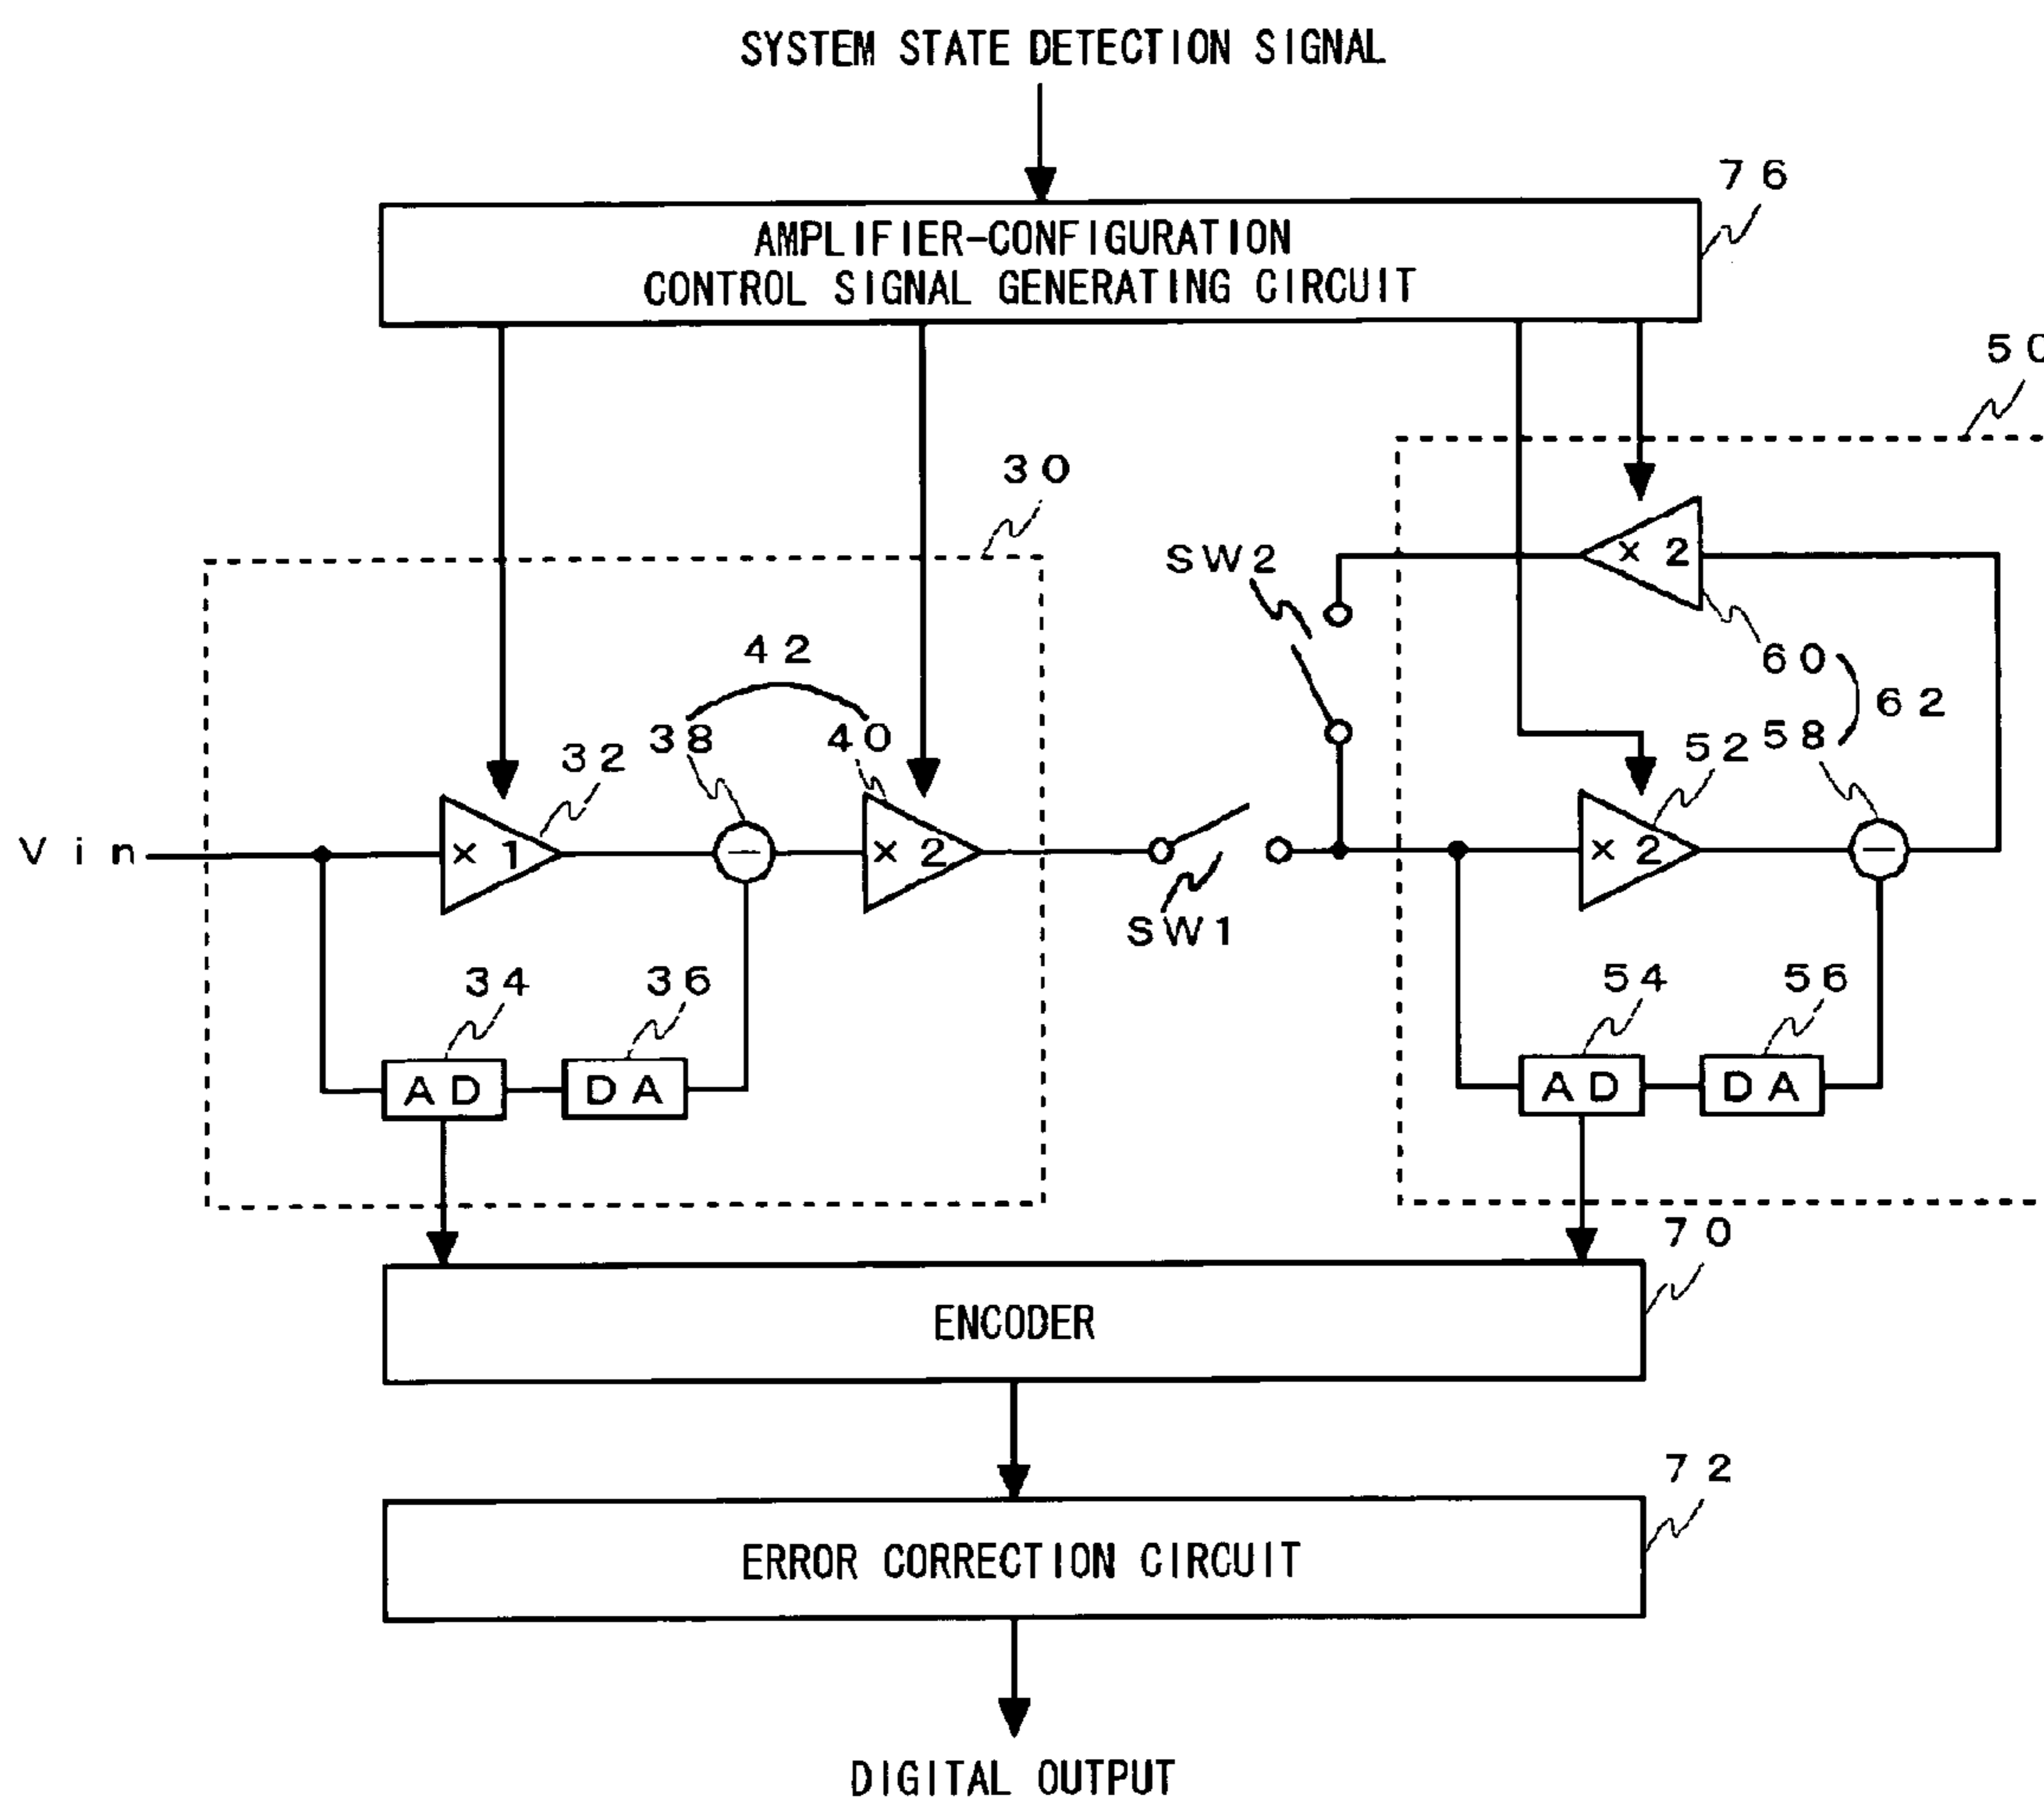 SYSTEM STATE DETECTION SIGNAL
76
AMPLIFIER-CONFIGURATION
CONTROL SIGNAL GENERATING CIRCUIT
50
30
SW2
×2
42
60
62
38
40
32
52
58
Vin
×1
×2
×2
SW1
34
36
54
56
AD
DA
AD
DA
70
ENCODER
72
ERROR CORRECTION CIRCUIT
DIGITAL OUTPUT